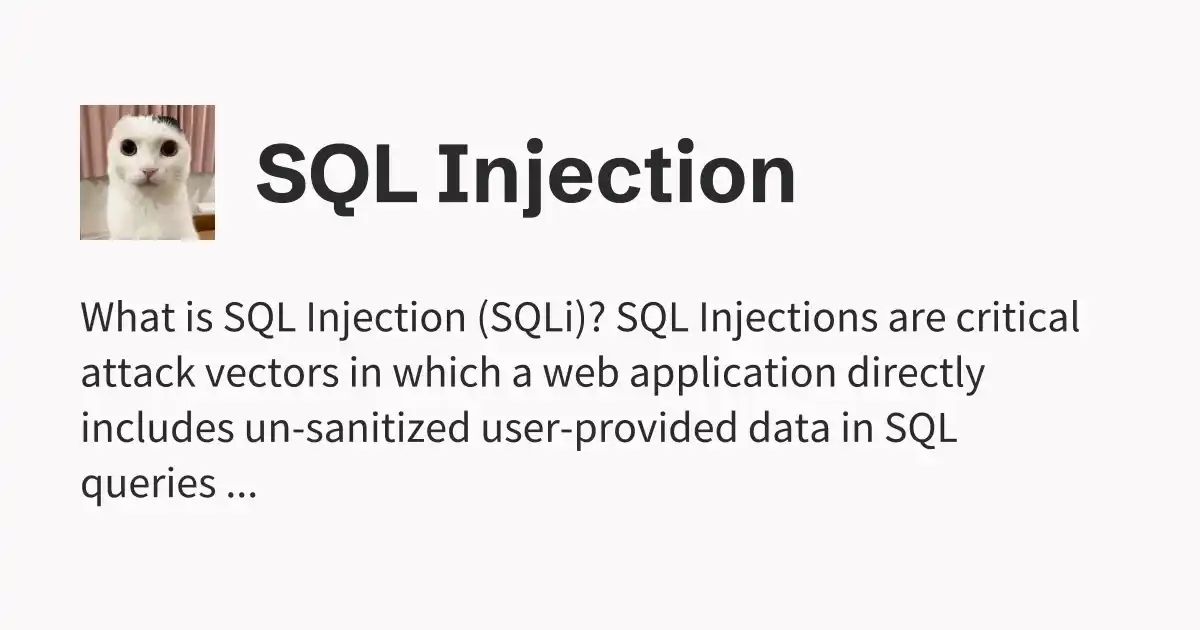 SQL Injection
What is SQL Injection (SQLi)? SQL Injections are critical
attack vectors in which a web application directly
includes un-sanitized user-provided data in SQL
queries ...